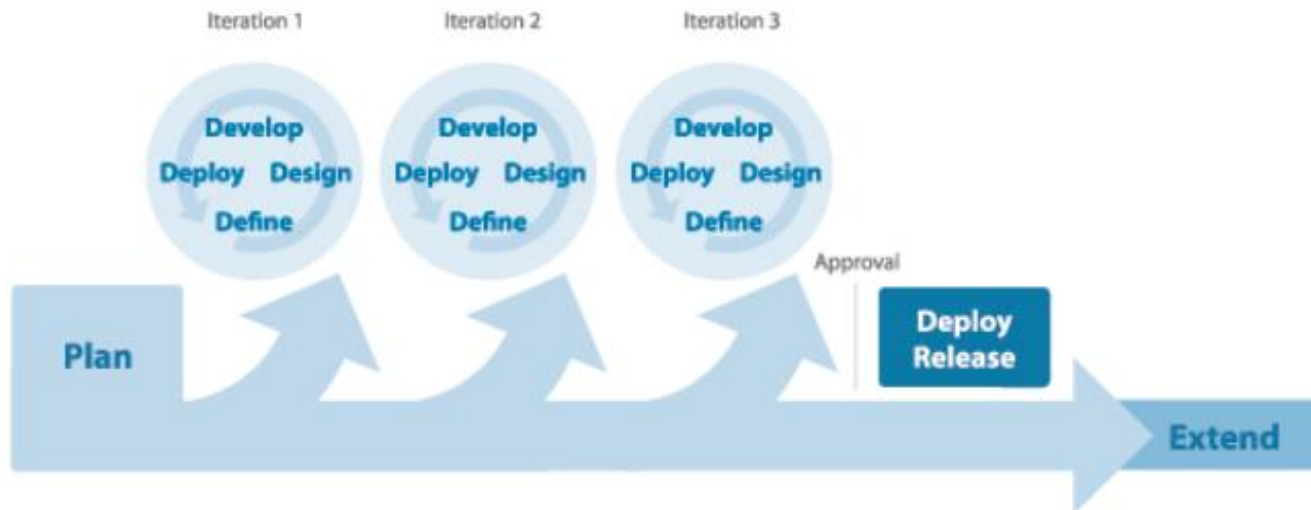 Iteration 1 Iteration 2 Iteration 3
Develop Develop Develop
Deploy Design Deploy Design Deploy Design
Define Define Define
Approval
Plan
Deploy
Release
Extend